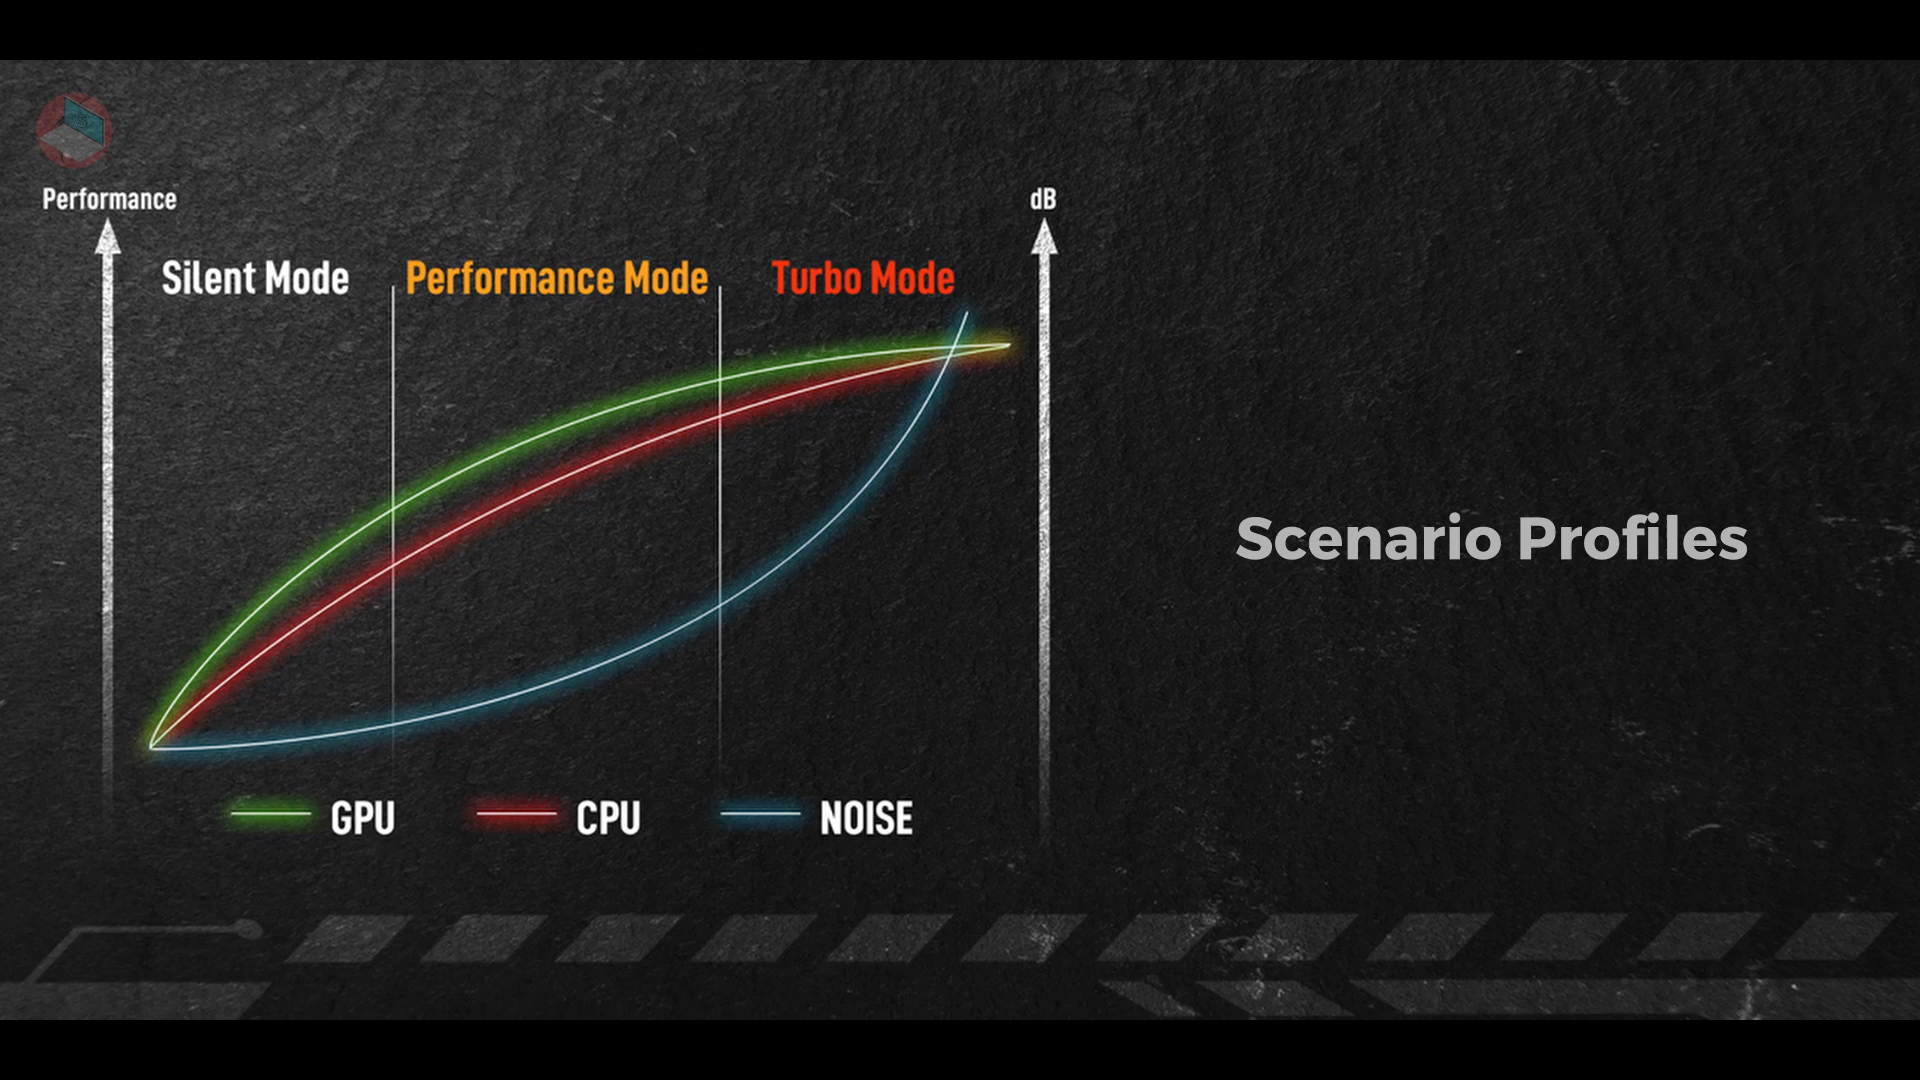 Performance
dB
Silent Mode
Performance Mode
Turbo Mode
Scenario Profiles
GPU
CPU
NOISE